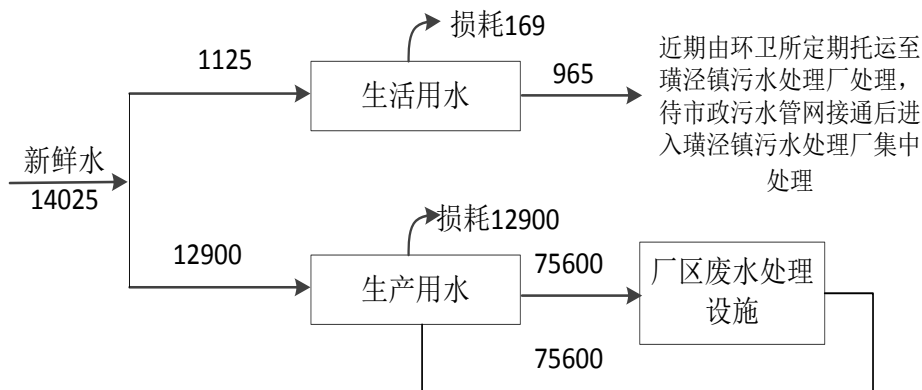 损耗169
1125
生活用水
965
近期由环卫所定期托运至
璜泾镇污水处理厂处理,
待市政污水管网接通后进
入璜泾镇污水处理厂集中
处理
新鲜水
14025
损耗12900
12900
生产用水
75600
厂区废水处理
设施
75600